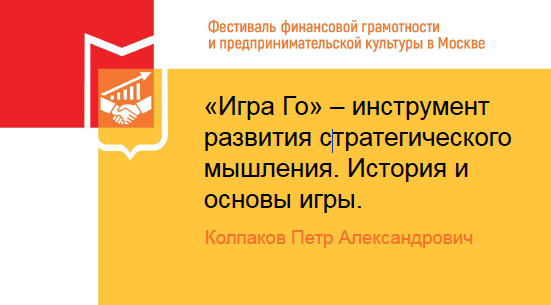 Фестиваль финансовой грамотности
и предпринимательской культуры в Москве
«Игра Го» – инструмент
развития стратегического
мышления. История и
основы игры.
Колпаков Петр Александрович